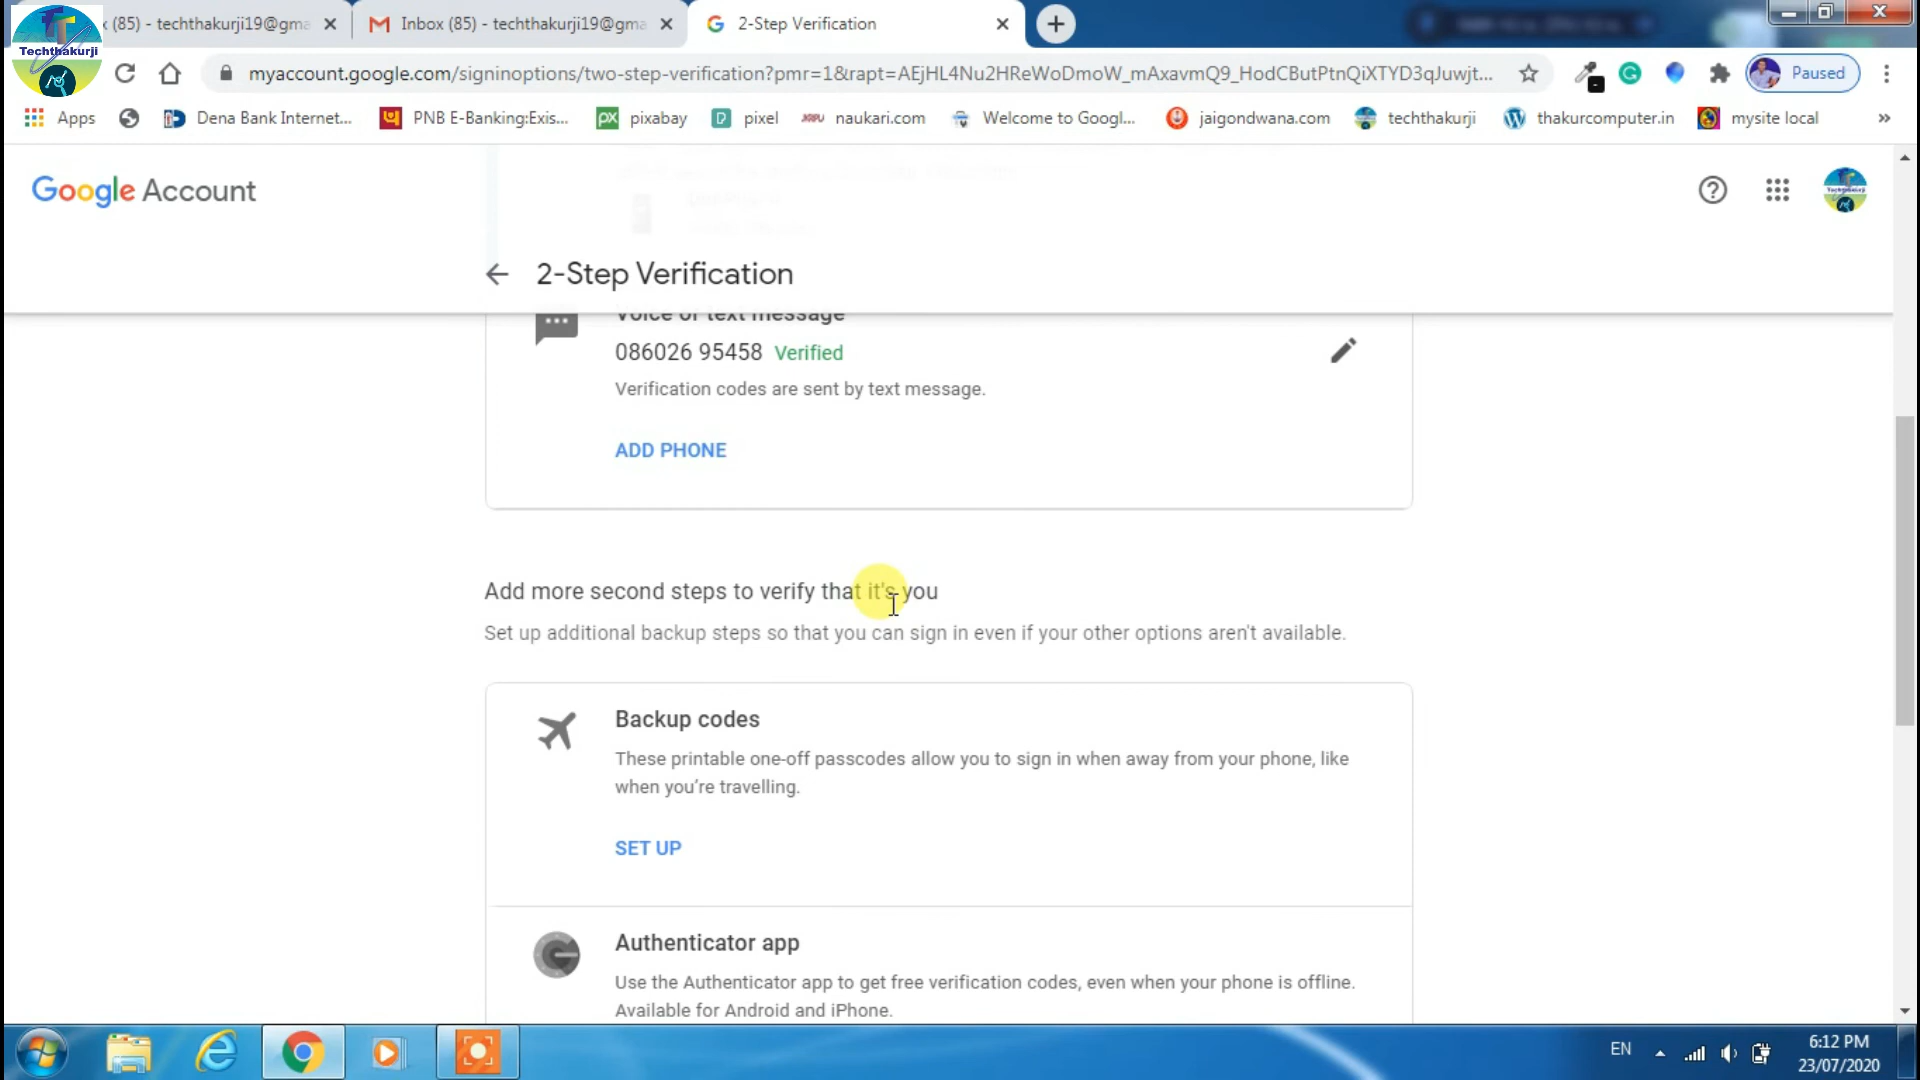 (85) - techthakurji19@gma
Inbox (85) - techthakurji19@gma
2-Step Verification
Techthakurji
myaccount.google.com/signinoptions/two-step-verification?pmr=1&rapt=AEjHL4Nu2HReWoDmoW_mAxavmQ9_HodCButPtnQiXTYD3qJuwjt...
Paused
Apps
Dena Bank Internet...
PNB E-Banking:Exis...
pixabay
pixel
naukari.com
Welcome to Googl...
jaigondwana.com
techthakurji
thakurcomputer.in
mysite local
»
Google Account
2-Step Verification
Voice or text message
086026 95458 Verified
Verification codes are sent by text message.
ADD PHONE
Add more second steps to verify that it's you
Set up additional backup steps so that you can sign in even if your other options aren't available.
Backup codes
These printable one-off passcodes allow you to sign in when away from your phone, like
when you're travelling.
SET UP
Authenticator app
Use the Authenticator app to get free verification codes, even when your phone is offline.
Available for Android and iPhone.
EN
6:12 PM
23/07/2020